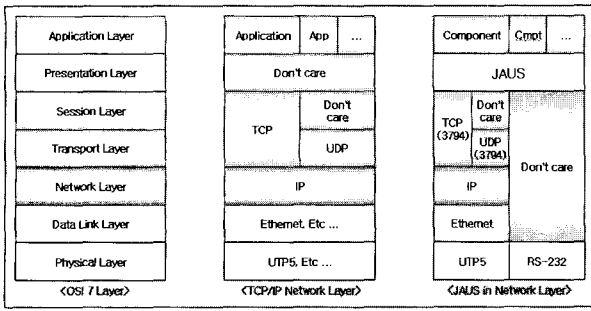 Application Layer
Presentation Layer
Session Layer
Transport Layer
Network Layer
Data Link Layer
Physical Layer
<OSI 7 Layer>
Application App ...
Don't care
TCP
Don't care
UDP
IP
Ethernet, Etc ...
UTP5, Etc ...
<TCP/IP Network Layer>
Component Cmpt ...
JAUS
TCP
(3794)
Don't
care
UDP
(3794)
Don't care
IP
Ethernet
UTP5 RS-232
<JAUS in Network Layer>